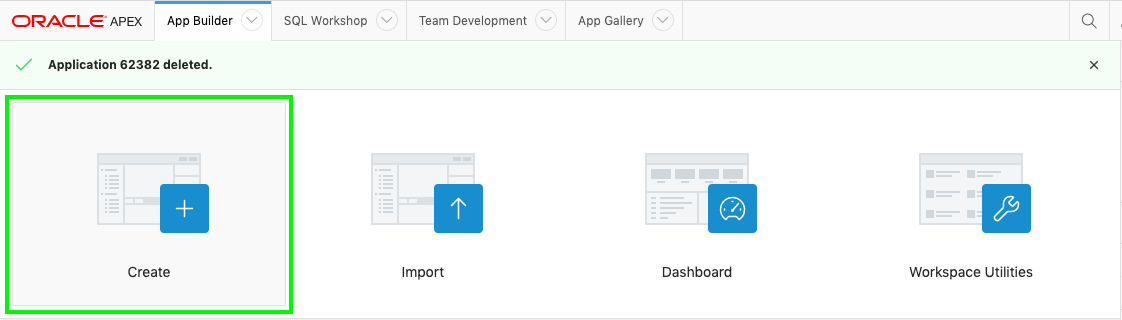 ORACLE APEX App Builder SQL Workshop Team Development App Gallery
Application 62382 deleted.
Create Import Dashboard Workspace Utilities